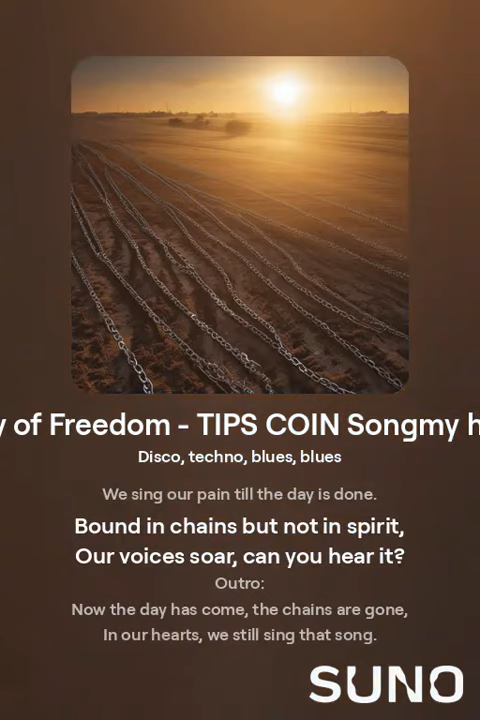 y of Freedom - TIPS COIN Songmy h
Disco, techno, blues, blues
We sing our pain till the day is done.
Bound in chains but not in spirit,
Our voices soar, can you hear it?
Outro:
Now the day has come, the chains are gone,
In our hearts, we still sing that song.
SUNO